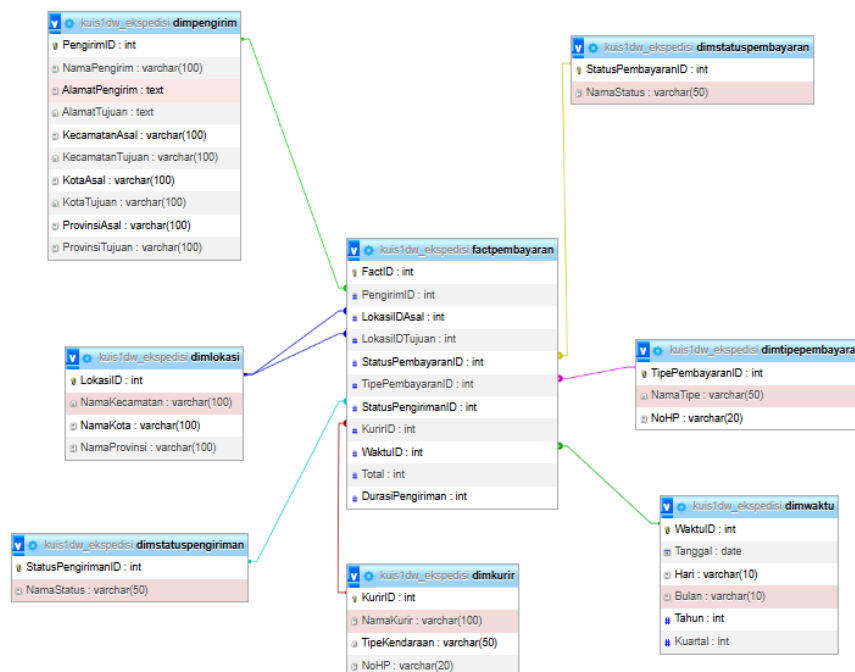 kuis1dw_ekspedisi dimpengirim
PengirimID : int
NamaPengirim : varchar(100)
AlamatPengirim : text
AlamatTujuan : text
KecamatanAsal : varchar(100)
KecamatanTujuan : varchar(100)
KotaAsal : varchar(100)
KotaTujuan : varchar(100)
ProvinsiAsal : varchar(100)
ProvinsiTujuan : varchar(100)
kuis1dw_ekspedisi dimstatuspembayaran
StatusPembayaranID : int
NamaStatus : varchar(50)
kuis1dw_ekspedisi factpembayaran
FactID : int
PengirimID : int
LokasiIDAsal : int
LokasiIDTujuan : int
StatusPembayaranID : int
TipePembayaranID : int
StatusPengirimanID : int
KurirID : int
WaktuID : int
Total : int
DurasiPengiriman : int
kuis1dw_ekspedisi dimlokasi
LokasiID : int
NamaKecamatan : varchar(100)
NamaKota : varchar(100)
NamaProvinsi : varchar(100)
kuis1dw_ekspedisi dimtipepembayara
TipePembayaranID : int
NamaTipe : varchar(50)
NoHP : varchar(20)
kuis1dw_ekspedisi dimwaktu
WaktuID : int
Tanggal : date
Hari : varchar(10)
Bulan : varchar(10)
Tahun : int
Kuartal : int
kuis1dw_ekspedisi dimstatuspengiriman
StatusPengirimanID : int
NamaStatus : varchar(50)
kuis1dw_ekspedisi dimkurir
KurirID : int
NamaKurir : varchar(100)
TipeKendaraan : varchar(50)
NoHP : varchar(20)